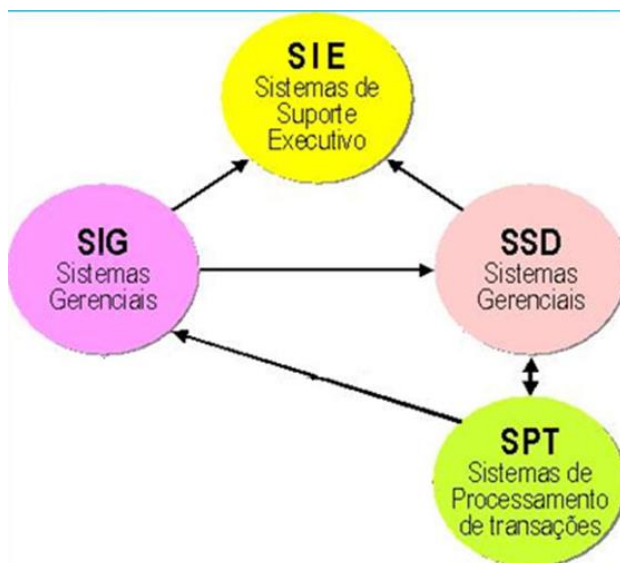 SIE
Sistemas de
Suporte
Executivo
SIG
Sistemas
Gerenciais
SSD
Sistemas
Gerenciais
SPT
Sistemas de
Processamento
de transações